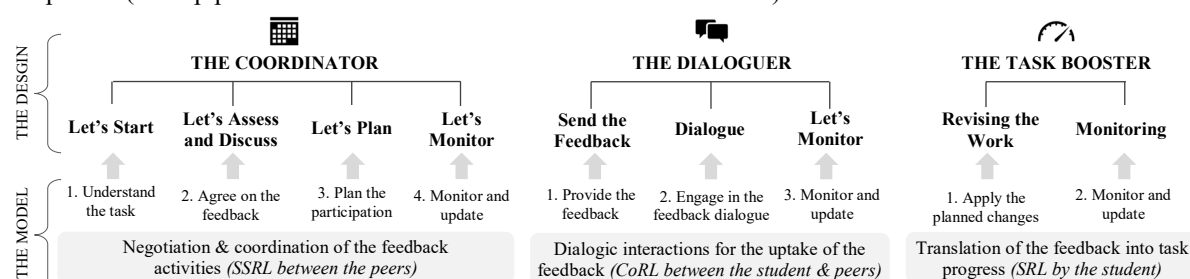 THE DESGIN
THE COORDINATOR
Let's Start
Let's Assess
and Discuss
Let's Plan
Let's
Monitor
THE DIALOGUER
Send the
Feedback
Dialogue
Let's
Monitor
THE TASK BOOSTER
Revising the
Work
Monitoring
THE MODEL
1. Understand
the task
2. Agree on the
feedback
3. Plan the
participation
4. Monitor and
update
1. Provide the
feedback
2. Engage in the
feedback dialogue
3. Monitor and
update
1. Apply the
planned changes
2. Monitor and
update
Negotiation & coordination of the feedback
activities (SSRL between the peers)
Dialogic interactions for the uptake of the
feedback (CoRL between the student & peers)
Translation of the feedback into task
progress (SRL by the student)